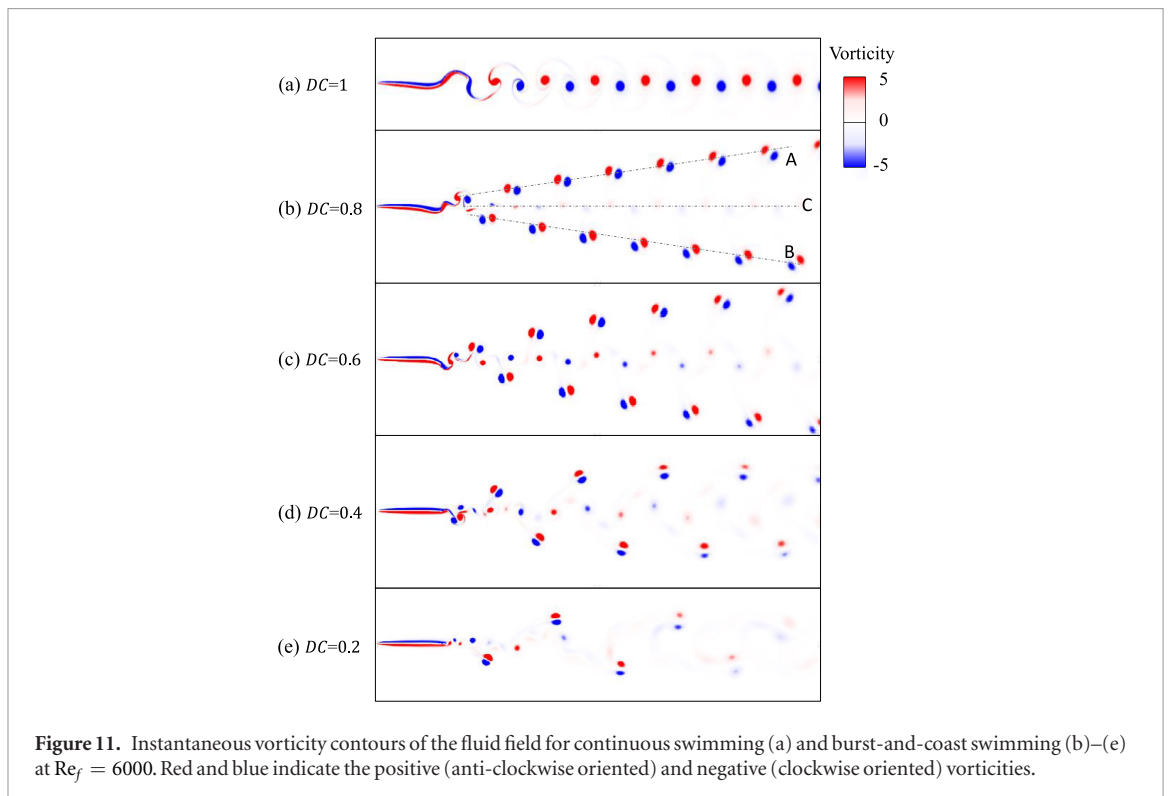 Vorticity
5
0
-5
(a) DC=1
(b) DC=0.8
A
C
B
(c) DC=0.6
(d) DC=0.4
(e) DC=0.2
Figure 11. Instantaneous vorticity contours of the fluid field for continuous swimming (a) and burst-and-coast swimming (b)–(e)
at Re_f = 6000. Red and blue indicate the positive (anti-clockwise oriented) and negative (clockwise oriented) vorticities.